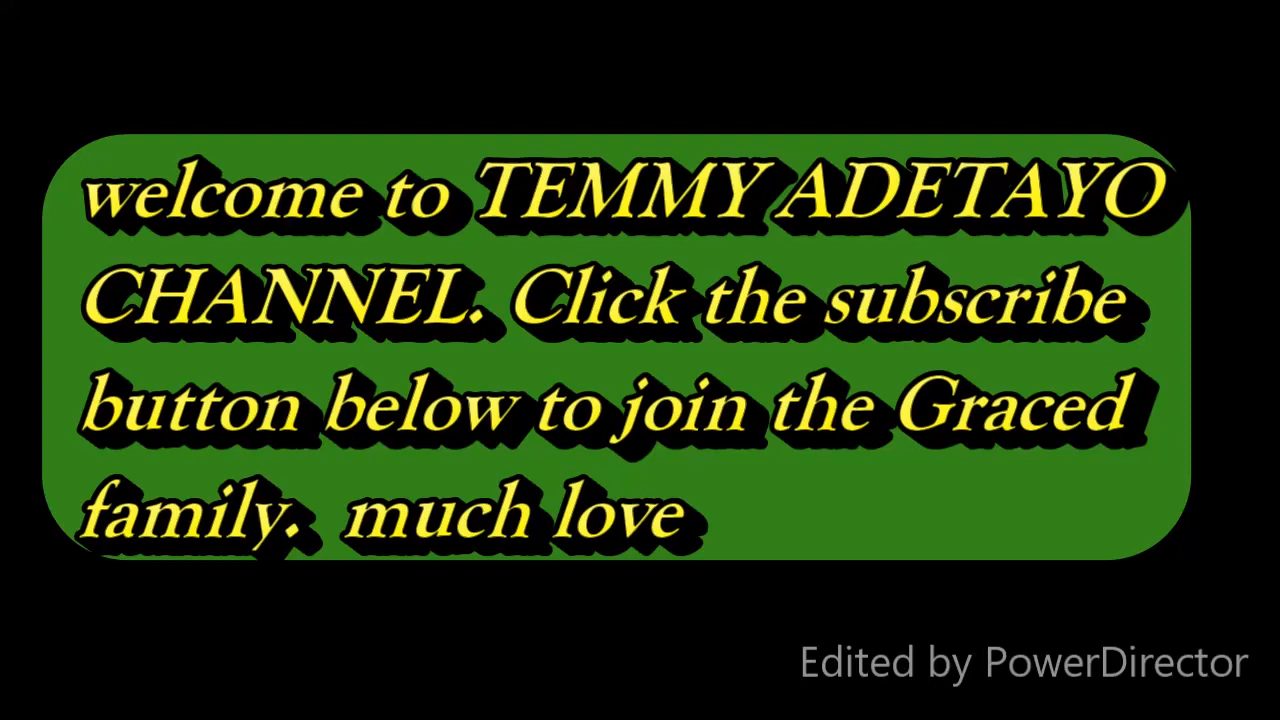 welcome to TEMMY ADETAYO
CHANNEL. Click the subscribe
button below to join the Graced
family. much love
Edited by PowerDirector